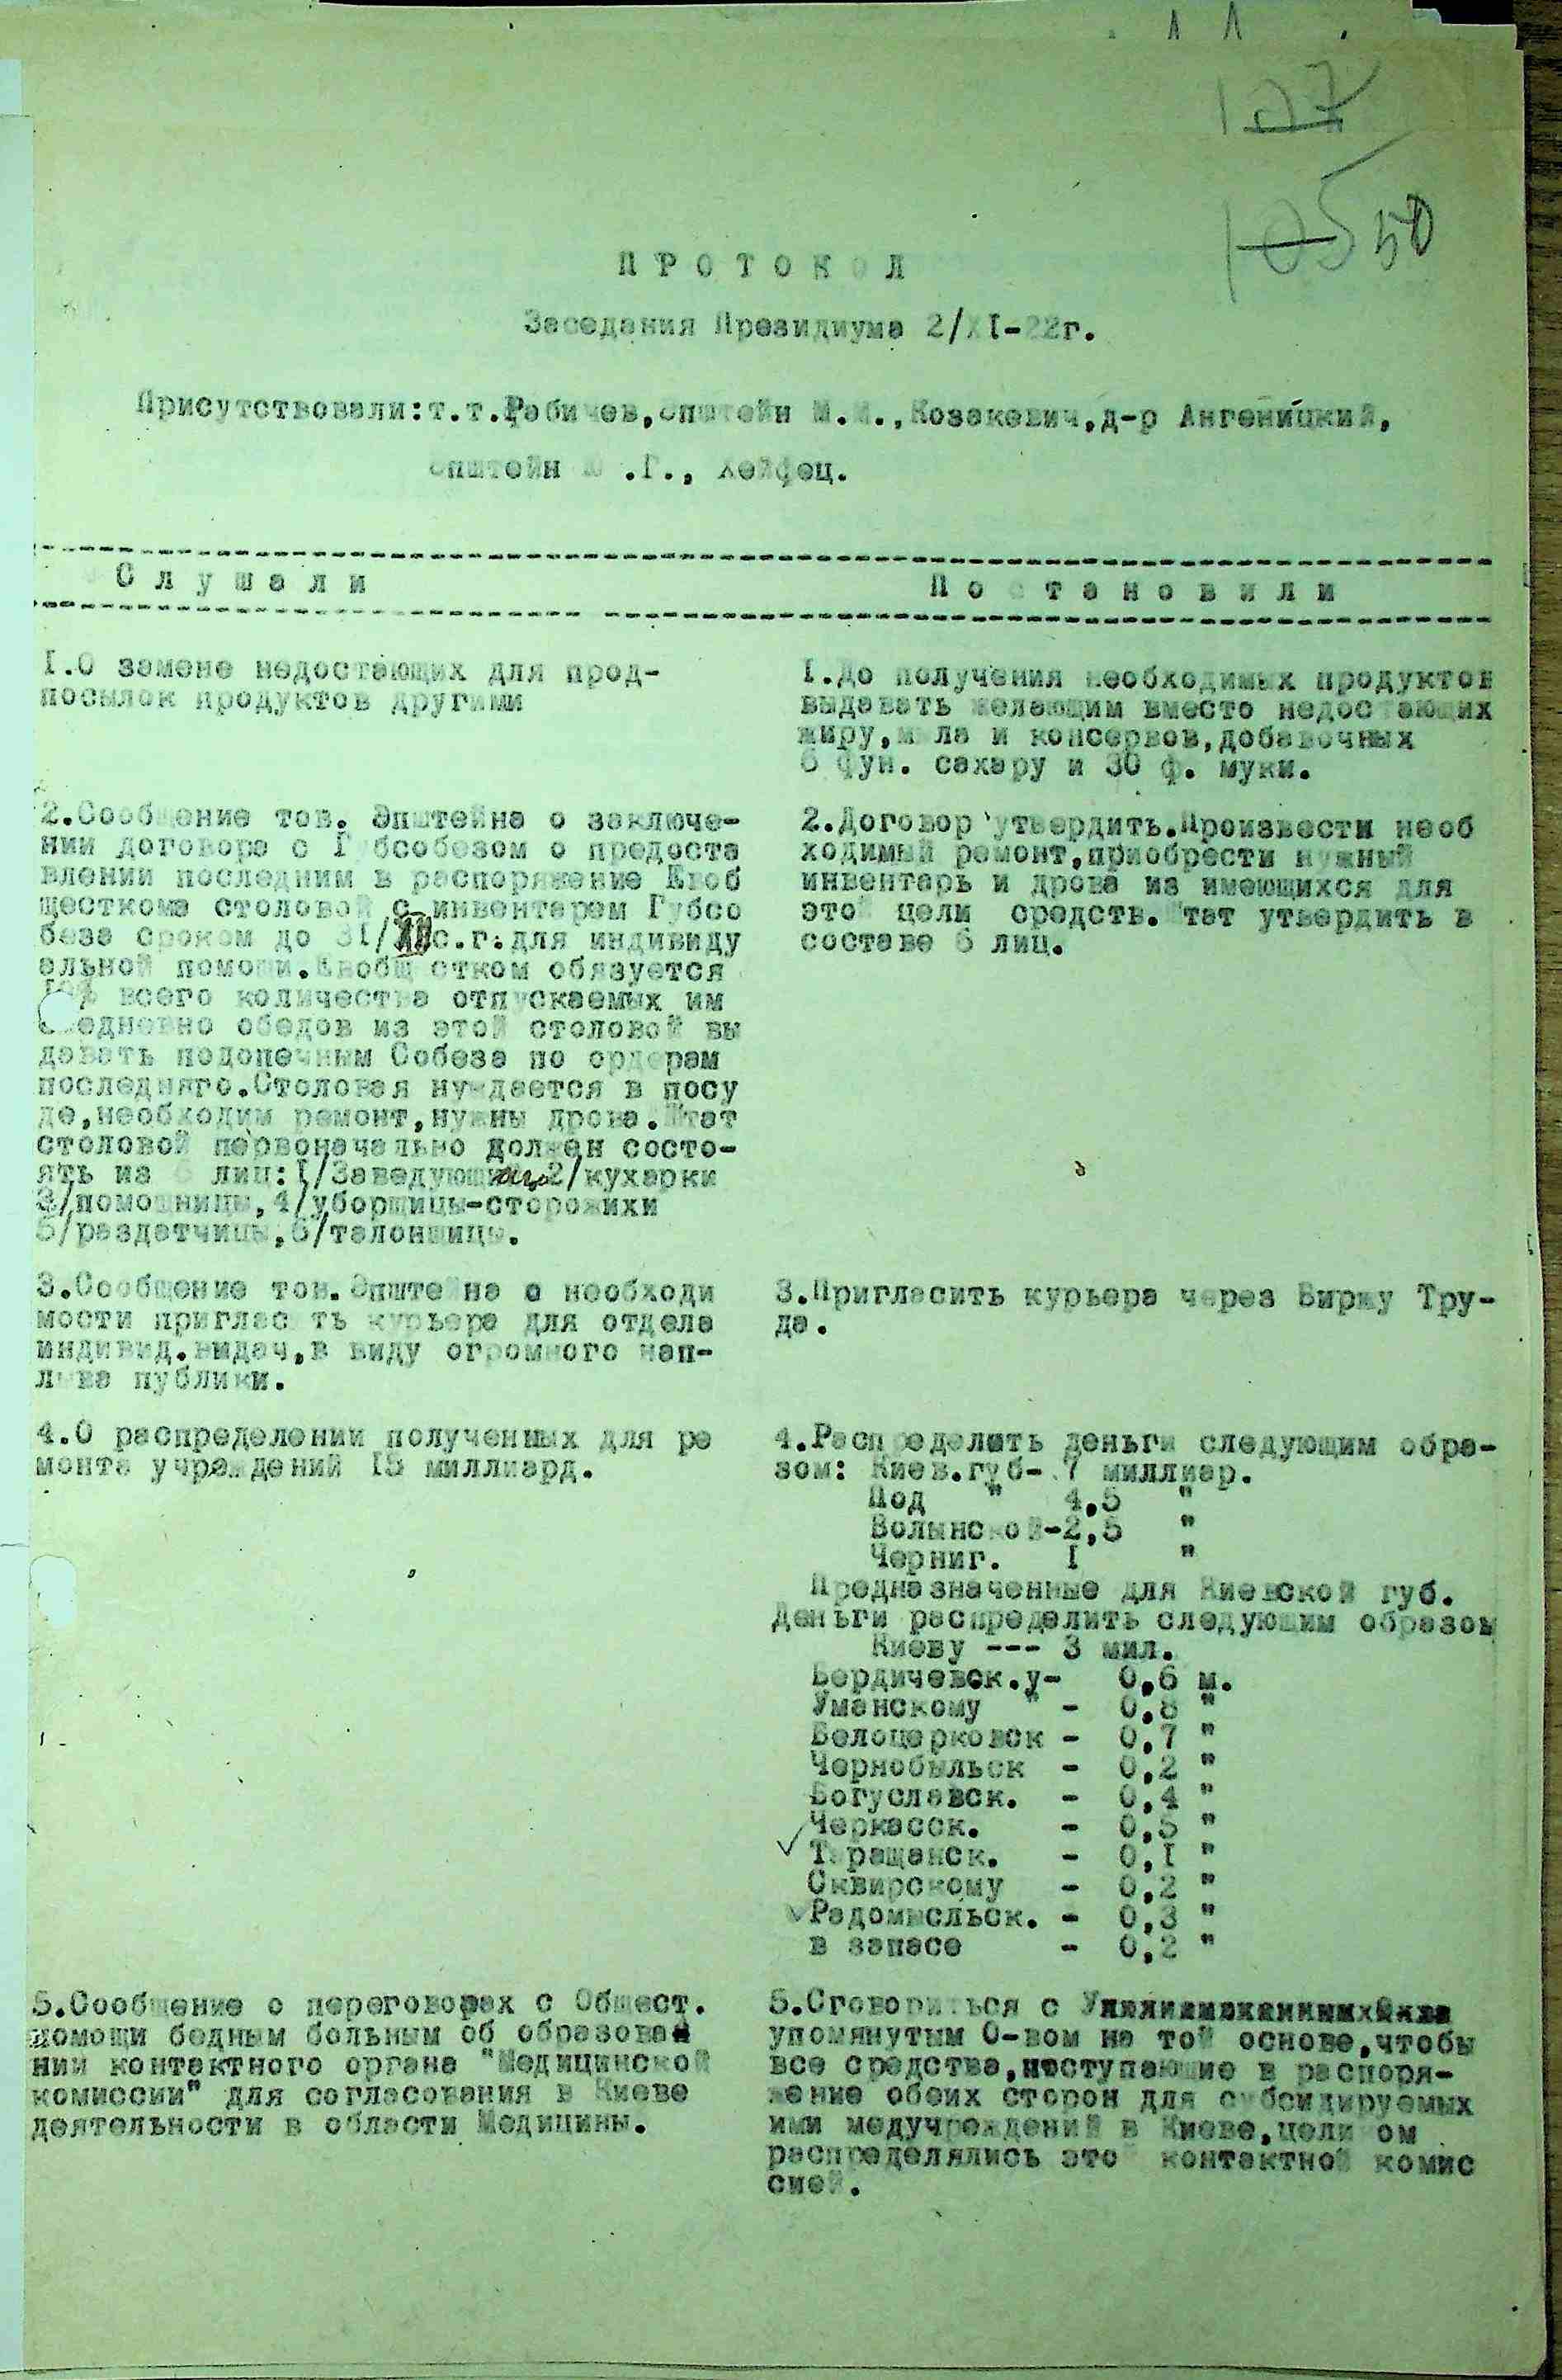 127
105 50
ПРОТОКОЛ
Заседания Президиума 2/XI-22г.
Присутствовали:т.т.Рабичев,Эпштейн М.М.,Козакевич,д-р Ангеницкий,
Эпштейн .Г., Хейфец.
Слушали
Постановили
I.О замене недостающих для прод-
посылок продуктов другими
I.До получения необходимых продуктов
выдавать желающим вместо недостающих
жиру,мыла и консервов,добавочных
6 фун. сахару и 30 ф. муки.
2.Сообщение тов. Эпштейна о заключе-
нии договора с Губсобезом о предоста
влении последним в распоряжение Евоб
щесткома столовой с инвентарем Губсо
беза сроком до 31/XII с.г.для индивиду
альной помощи.Евобщестком обязуется
10% всего количества отпускаемых им
ежедневно обедов из этой столовой вы
давать подопечным Собеза по ордерам
последняго.Столовая нуждается в посу
де,необходим ремонт,нужны дрова.Штат
столовой первоначально должен состо-
ять из 6 лиц:I/Заведующего 2/кухарки
3/помощницы,4/уборщицы-сторожихи
5/раздатчицы,6/талонщицы.
2.Договор утвердить.Произвести необ
ходимый ремонт,приобрести нужный
инвентарь и дрова из имеющихся для
этой цели средств.Штат утвердить в
составе 6 лиц.
3.Сообщение тов.Эпштейна о необходи
мости пригласить курьера для отдела
индивид.выдач,в виду огромного нап-
лыва публики.
3.Пригласить курьера через Биржу Тру-
да.
4.О распределении полученных для ре
монта учреждений I5 миллиард.
4.Распределить деньги следующим обра-
зом: Киев.губ- 7 миллиар.
Под " 4,5 "
Волынской-2,5 "
Черниг. I "
Предназначенные для Киевской губ.
деньги распределить следующим образом
Киеву --- 3 мил.
Бердичевск.у- 0,6 м.
Уманскому " - 0,8 "
Белоцерковск - 0,7 "
Чернобыльск - 0,2 "
Богуславск. - 0,4 "
Черкасск. - 0,5 "
Таращанск. - 0,I "
Сквирскому - 0,2 "
Радомысльск. - 0,3 "
в запасе - 0,2 "
5.Сообщение о переговорах с Общест.
помощи бедным больным об образова
нии контактного органа "Медицинской
комиссии" для согласования в Киеве
деятельности в области Медицины.
5.Сговориться с
упомянутым О-вом на той основе,чтобы
все средства,поступающие в распоря-
жение обеих сторон для субсидируемых
ими медучреждений в Киеве,целиком
распределялись этой контактной комис
сией.